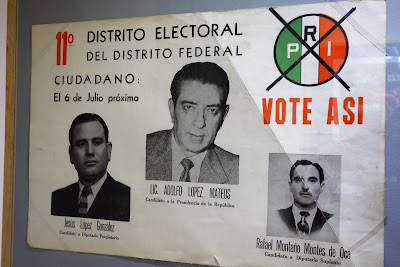 11º DISTRITO ELECTORAL
DEL DISTRITO FEDERAL
CIUDADANO:
El 6 de Julio próximo
PRI
VOTE ASI
LIC. ADOLFO LOPEZ MATEOS
Candidato a la Presidencia de la República
Jesús López González
Candidato a Diputado Propietario
Rafael Montaño Montes de Oca
Candidato a Diputado Suplente